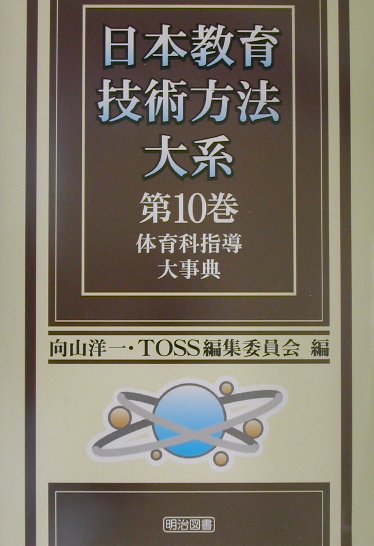 日本教育
技術方法
大系
第10巻
体育科指導
大事典
向山洋一・TOSS編集委員会 編
明治図書